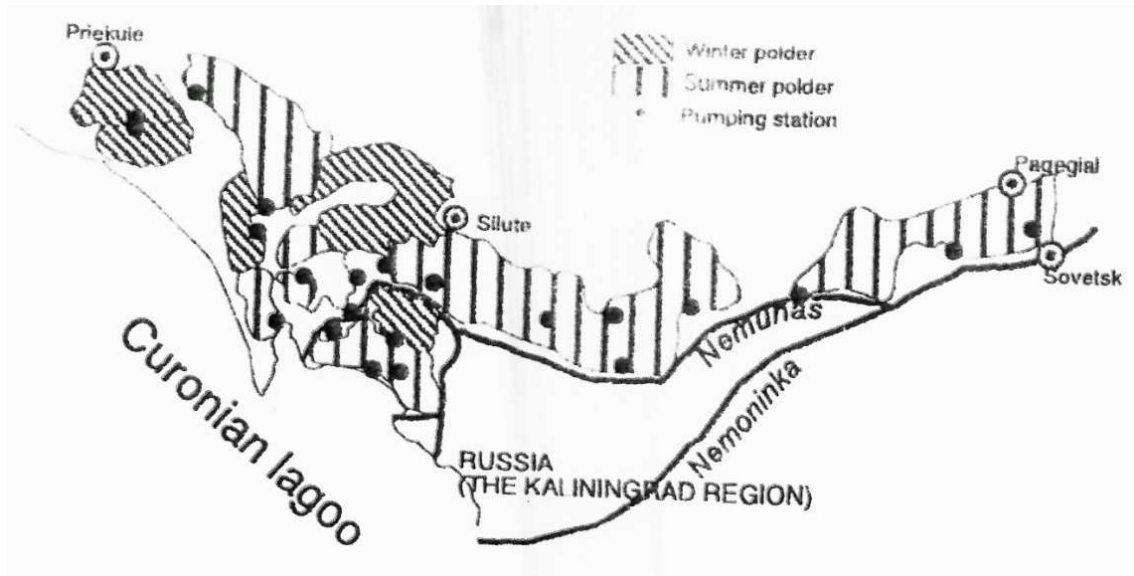 Priekule
Winter polder
Summer polder
Pumping station
Pagegiai
Silute
Sovetsk
Nemunas
Nemoninka
Curonian lagoo
RUSSIA
(THE KALININGRAD REGION)